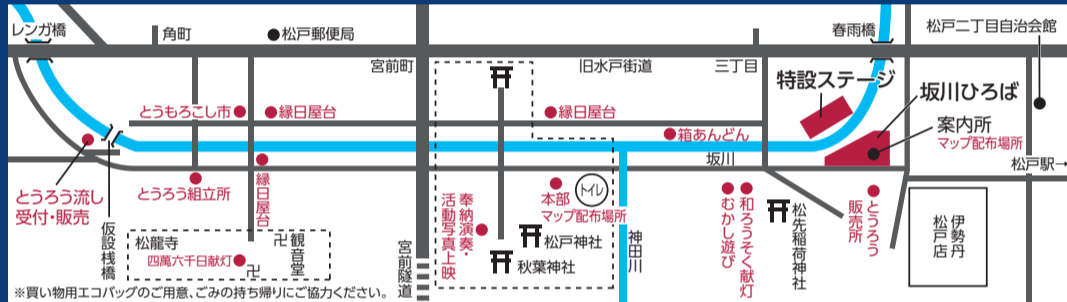 レンガ橋
角町
松戸郵便局
宮前町
旧水戸街道
三丁目
春雨橋
松戸二丁目自治会館
特設ステージ
坂川ひろば
案内所
マップ配布場所
松戸駅→
とうもろこし市
縁日屋台
縁日屋台
箱あんどん
坂川
とうろう流し
受付・販売
仮設桟橋
とうろう組立所
縁日屋台
松龍寺
四萬六千日献灯
卍
卍
観音堂
宮前隧道
奉納演奏・
活動写真上映
本部
マップ配布場所
トイレ
松戸神社
秋葉神社
神田川
和ろうそく献灯
むかし遊び
松先稲荷神社
とうろう
販売所
伊勢丹
松戸店
※買い物用エコバッグのご用意、ごみの持ち帰りにご協力ください。